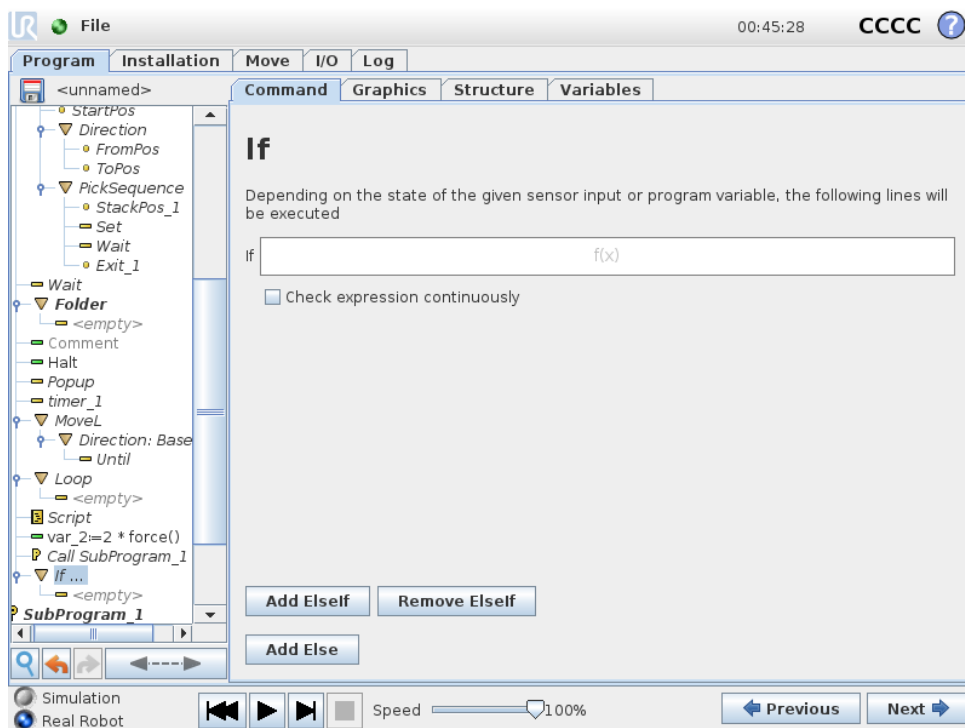 UR File 00:45:28 CCCC ?
Program Installation Move I/O Log
<unnamed> Command Graphics Structure Variables
StartPos
Direction
FromPos
ToPos
PickSequence
StackPos_1
Set
Wait
Exit_1
Wait
Folder
<empty>
Comment
Halt
Popup
timer_1
MoveL
Direction: Base
Until
Loop
<empty>
Script
var_2:=2 * force()
P Call SubProgram_1
If ...
<empty>
P SubProgram_1
If
Depending on the state of the given sensor input or program variable, the following lines will
be executed
If f(x)
Check expression continuously
Add ElseIf Remove ElseIf
Add Else
Simulation
Real Robot
Speed 100%
Previous Next